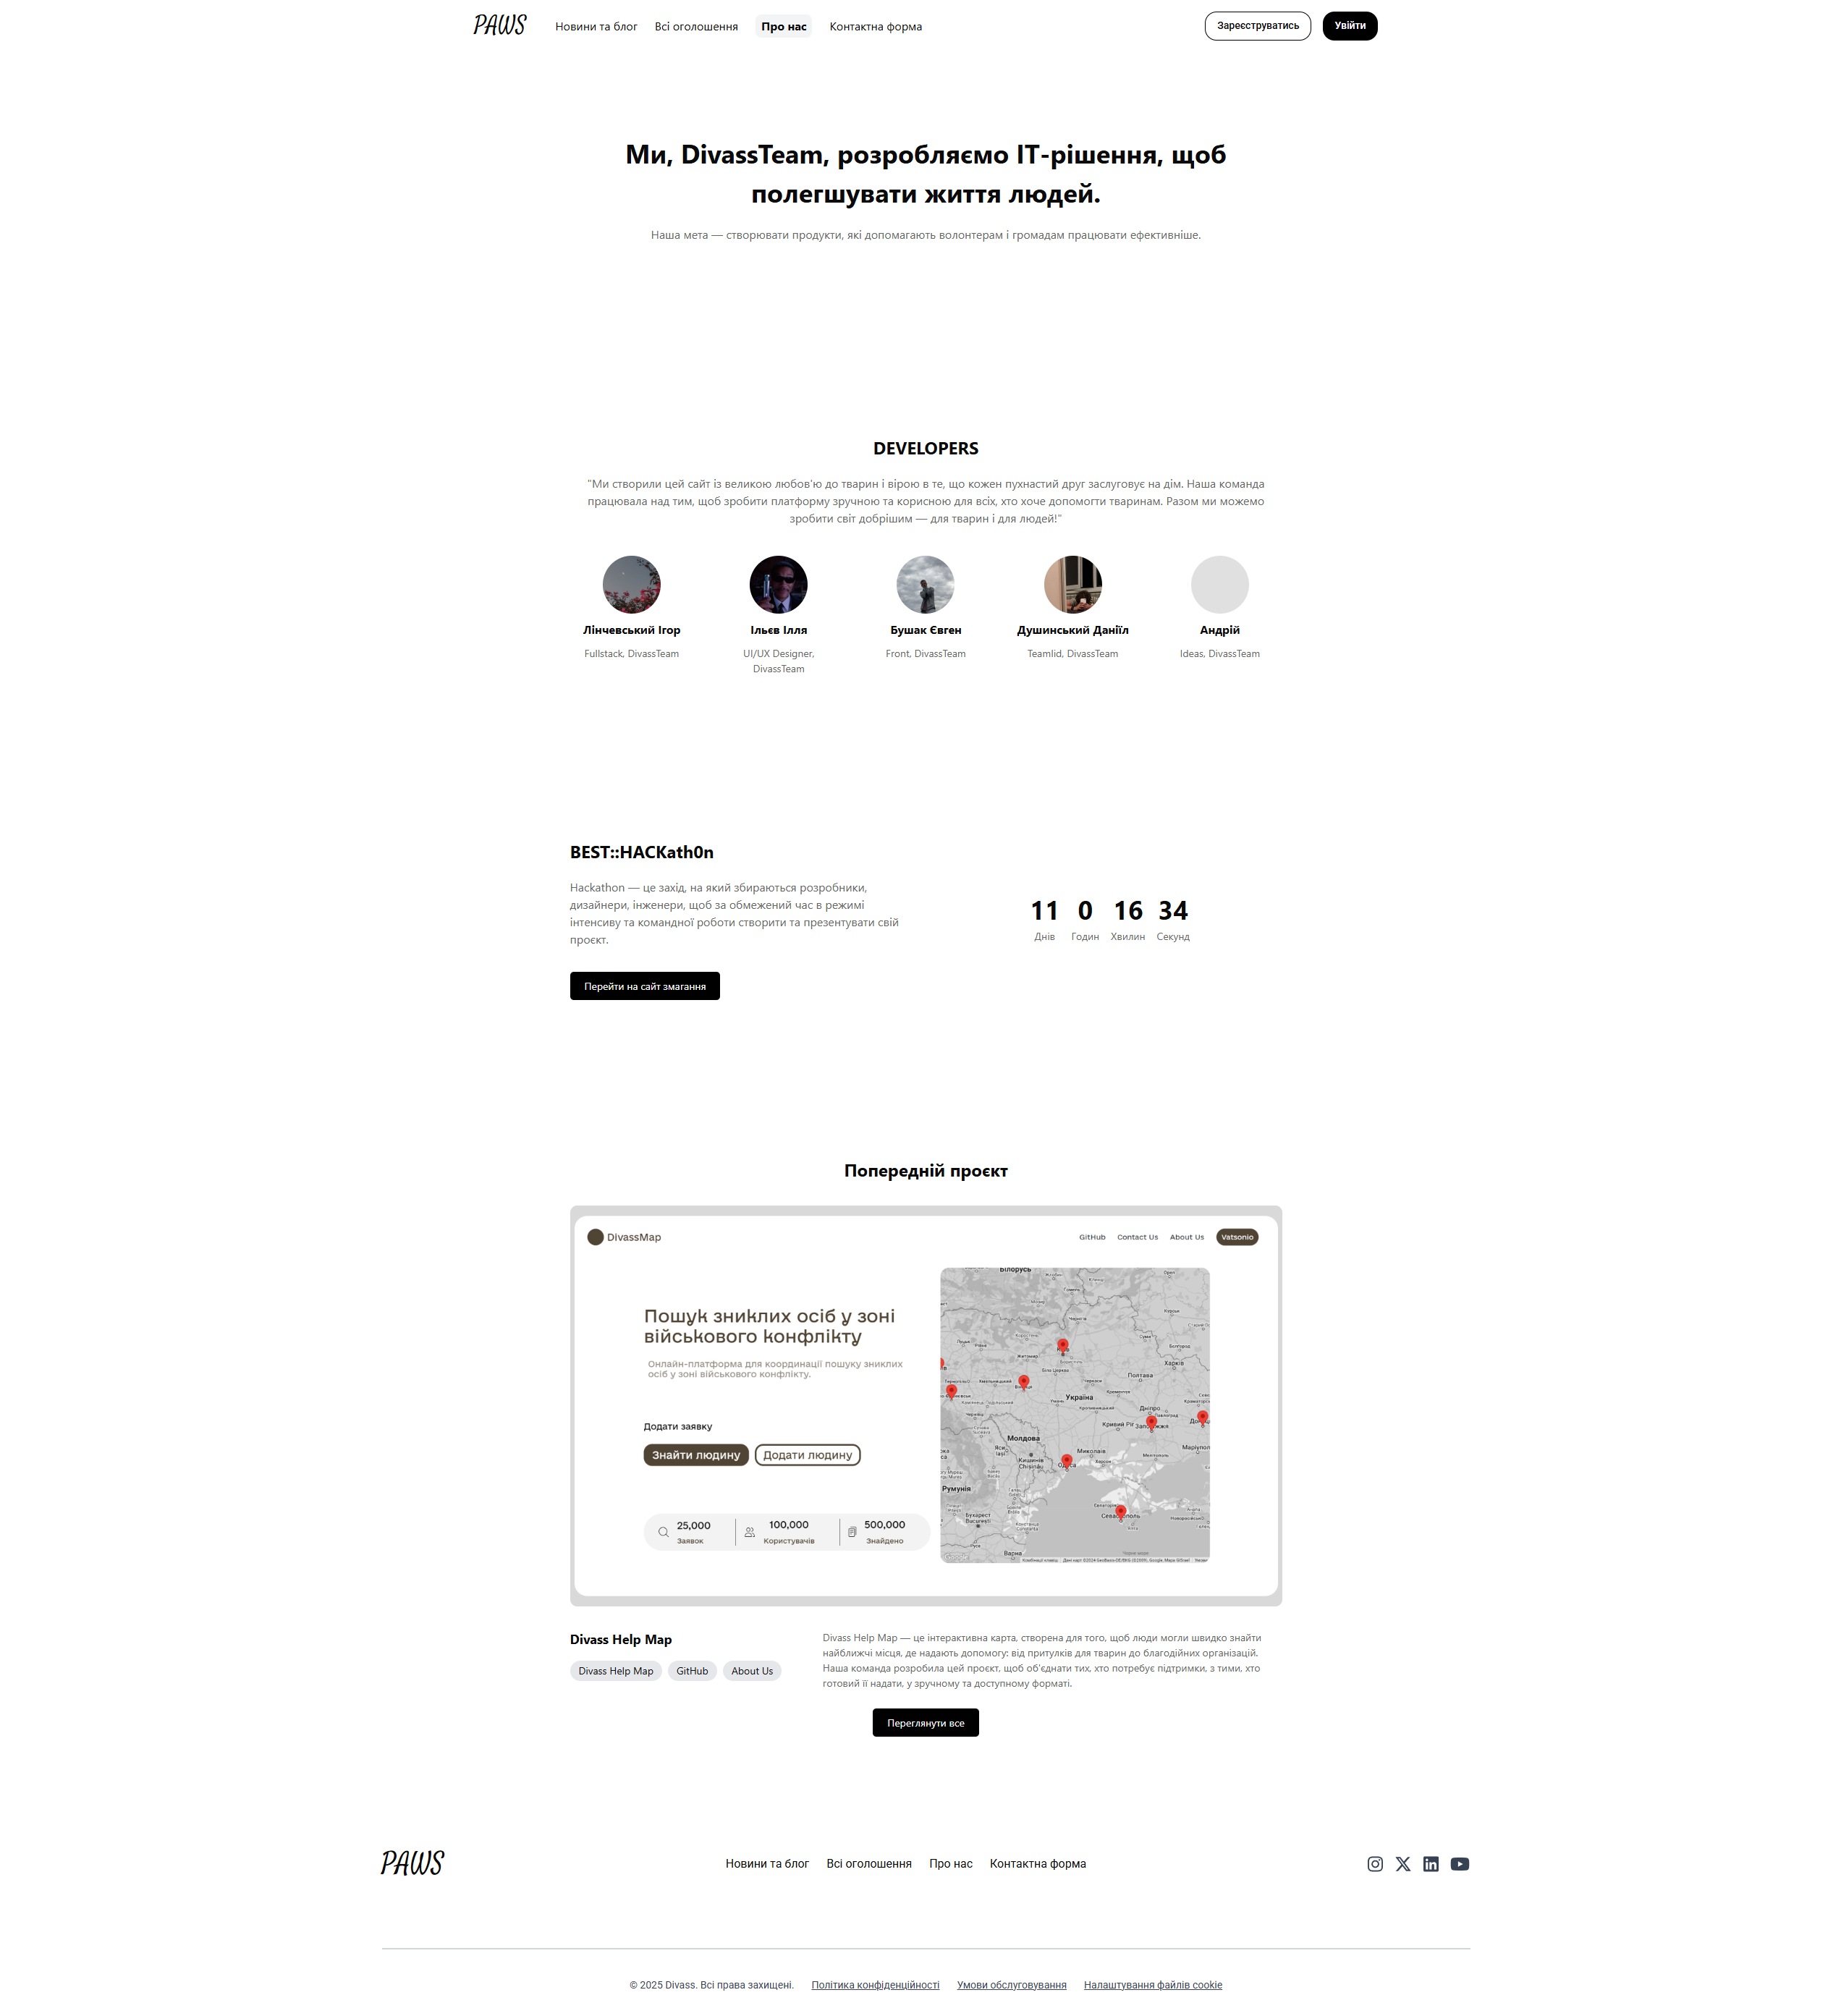 PAWS
Новини та блог
Всі оголошення
Про нас
Контактна форма
Зареєструватись
Увійти
Ми, DivassTeam, розробляємо ІТ-рішення, щоб
полегшувати життя людей.
Наша мета — створювати продукти, які допомагають волонтерам і громадам працювати ефективніше.
DEVELOPERS
"Ми створили цей сайт із великою любов'ю до тварин і вірою в те, що кожен пухнастий друг заслуговує на дім. Наша команда
працювала над тим, щоб зробити платформу зручною та корисною для всіх, хто хоче допомогти тваринам. Разом ми можемо
зробити світ добрішим — для тварин і для людей!"
Лінчевський Ігор
Fullstack, DivassTeam
Ільєв Ілля
UI/UX Designer,
DivassTeam
Бушак Євген
Front, DivassTeam
Душинський Даніїл
Teamlid, DivassTeam
Андрій
Ideas, DivassTeam
BEST::HACKath0n
Hackathon — це захід, на який збираються розробники,
дизайнери, інженери, щоб за обмежений час в режимі
інтенсиву та командної роботи створити та презентувати свій
проєкт.
Перейти на сайт змагання
11 0 16 34
Днів Годин Хвилин Секунд
Попередній проєкт
DivassMap
GitHub
Contact Us
About Us
Vatsonio
Пошук зниклих осіб у зоні
військового конфлікту
Онлайн-платформа для координації пошуку зниклих
осіб у зоні військового конфлікту.
Додати заявку
Знайти людину
Додати людину
25,000
Заявок
100,000
Користувачів
500,000
Знайдено
Білорусь
Харків
Полтава
Україна
Дніпро
Кривий Ріг
Молдова
Миколаїв
Маріупол
Яси
Кишинів
Chișinău
Румунія
Бухарест
București
Варна
Divass Help Map
Divass Help Map
GitHub
About Us
Divass Help Map — це інтерактивна карта, створена для того, щоб люди могли швидко знайти
найближчі місця, де надають допомогу: від притулків для тварин до благодійних організацій.
Наша команда розробила цей проєкт, щоб об'єднати тих, хто потребує підтримки, з тими, хто
готовий її надати, у зручному та доступному форматі.
Переглянути все
PAWS
Новини та блог
Всі оголошення
Про нас
Контактна форма
© 2025 Divass. Всі права захищені.
Політика конфіденційності
Умови обслуговування
Налаштування файлів cookie